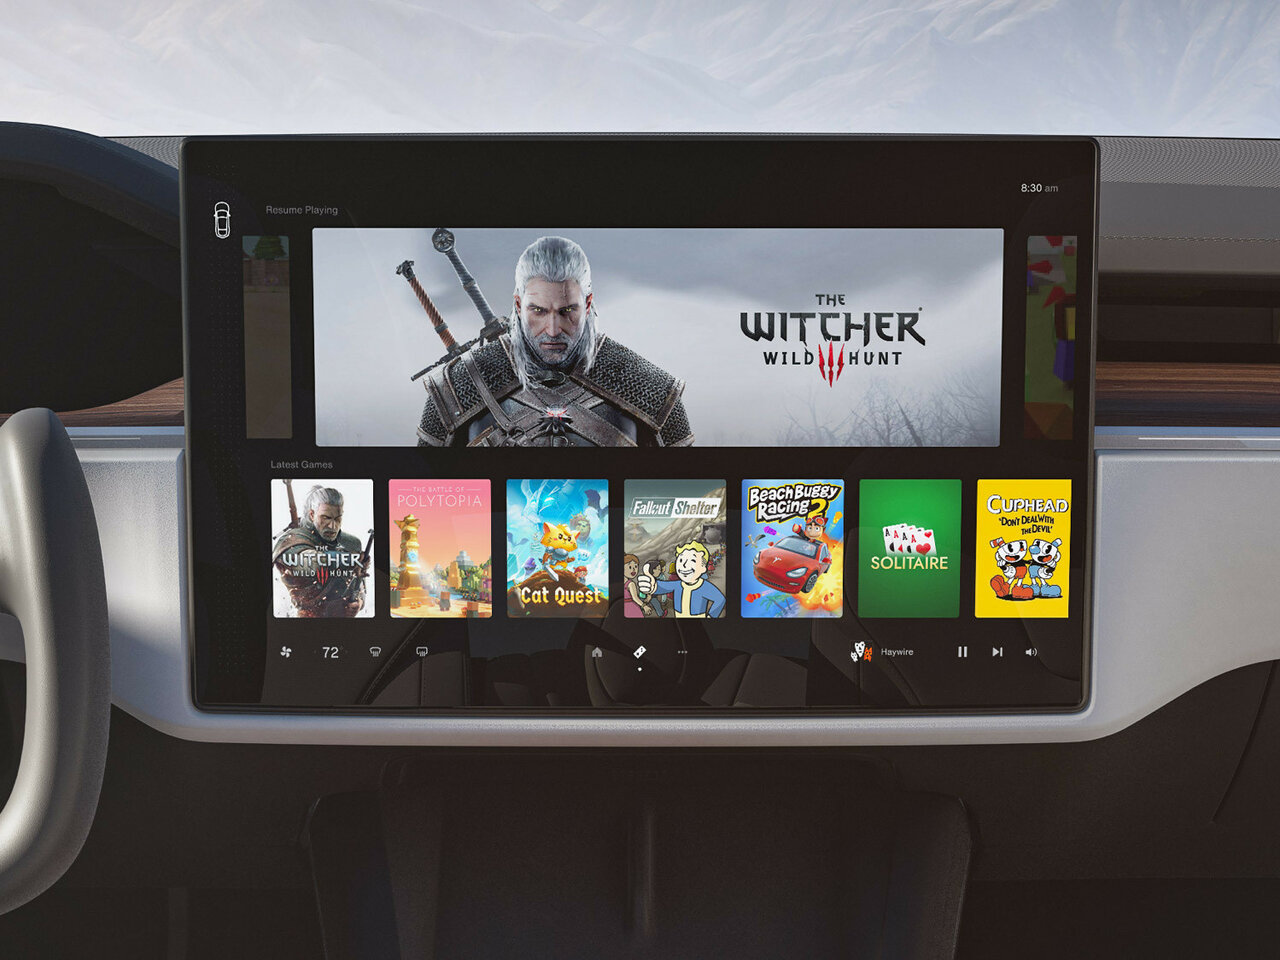 8:30 am
Resume Playing
THE
WITCHER
WILD HUNT
Latest Games
THE
WITCHER
WILD HUNT
THE BATTLE OF
POLYTOPIA
Cat Quest
Fallout Shelter
Beach Buggy
Racing 2
A A A A
SOLITAIRE
CUPHEAD
"DON'T DEAL WITH
THE DEVIL"
72
Haywire